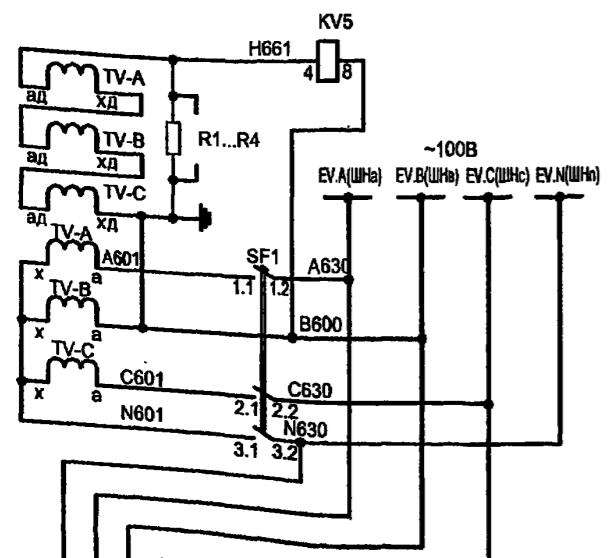 KV5
H661
4 8
TV-A
ад хд
TV-B
ад хд
R1...R4
~100В
EV.A(ШНа) EV.B(ШНв) EV.C(ШНс) EV.N(ШНn)
TV-C
ад хд
TV-A
х а
A601
SF1
1.1 1.2
A630
TV-B
х а
B600
TV-C
х а
C601
2.1 2.2
C630
N601
3.1 3.2
N630